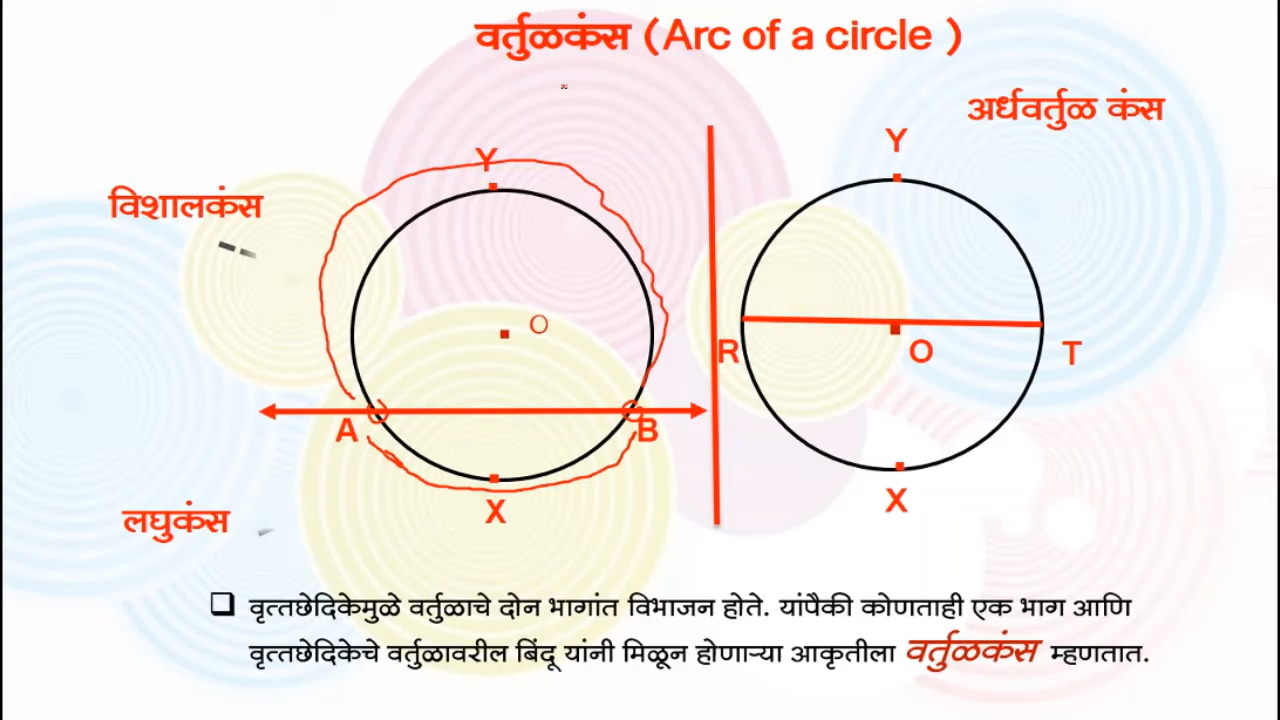 वर्तुळकंस (Arc of a circle )
अर्धवर्तुळ कंस
Y
Y
विशालकंस
O
R
O
T
A
B
X
X
लघुकंस
❑ वृत्तछेदिकेमुळे वर्तुळाचे दोन भागांत विभाजन होते. यांपैकी कोणताही एक भाग आणि
वृत्तछेदिकेचे वर्तुळावरील बिंदू यांनी मिळून होणाऱ्या आकृतीला वर्तुळकंस म्हणतात.